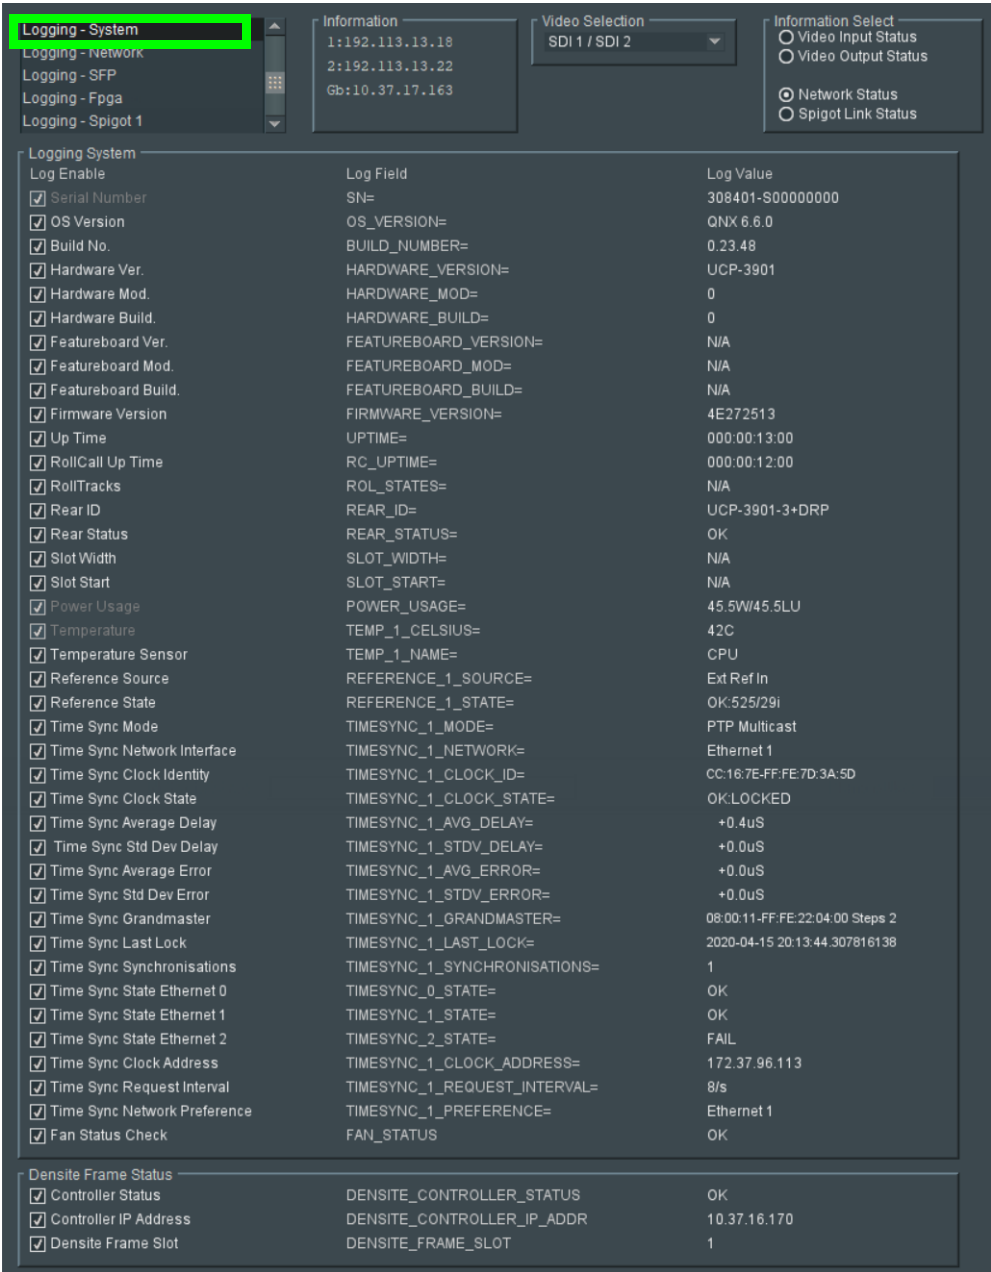 Logging - System
Logging - Network
Logging - SFP
Logging - Fpga
Logging - Spigot 1
Information
1:192.113.13.18
2:192.113.13.22
Gb:10.37.17.163
Video Selection
SDI 1 / SDI 2
Information Select
Video Input Status
Video Output Status
Network Status
Spigot Link Status
Logging System
Log Enable Log Field Log Value
Serial Number SN= 308401-S00000000
OS Version OS_VERSION= QNX 6.6.0
Build No. BUILD_NUMBER= 0.23.48
Hardware Ver. HARDWARE_VERSION= UCP-3901
Hardware Mod. HARDWARE_MOD= 0
Hardware Build. HARDWARE_BUILD= 0
Featureboard Ver. FEATUREBOARD_VERSION= N/A
Featureboard Mod. FEATUREBOARD_MOD= N/A
Featureboard Build. FEATUREBOARD_BUILD= N/A
Firmware Version FIRMWARE_VERSION= 4E272513
Up Time UPTIME= 000:00:13:00
RollCall Up Time RC_UPTIME= 000:00:12:00
RollTracks ROL_STATES= N/A
Rear ID REAR_ID= UCP-3901-3+DRP
Rear Status REAR_STATUS= OK
Slot Width SLOT_WIDTH= N/A
Slot Start SLOT_START= N/A
Power Usage POWER_USAGE= 45.5W/45.5LU
Temperature TEMP_1_CELSIUS= 42C
Temperature Sensor TEMP_1_NAME= CPU
Reference Source REFERENCE_1_SOURCE= Ext Ref In
Reference State REFERENCE_1_STATE= OK:525/29i
Time Sync Mode TIMESYNC_1_MODE= PTP Multicast
Time Sync Network Interface TIMESYNC_1_NETWORK= Ethernet 1
Time Sync Clock Identity TIMESYNC_1_CLOCK_ID= CC:16:7E-FF:FE:7D:3A:5D
Time Sync Clock State TIMESYNC_1_CLOCK_STATE= OK:LOCKED
Time Sync Average Delay TIMESYNC_1_AVG_DELAY= +0.4uS
Time Sync Std Dev Delay TIMESYNC_1_STDV_DELAY= +0.0uS
Time Sync Average Error TIMESYNC_1_AVG_ERROR= +0.0uS
Time Sync Std Dev Error TIMESYNC_1_STDV_ERROR= +0.0uS
Time Sync Grandmaster TIMESYNC_1_GRANDMASTER= 08:00:11-FF:FE:22:04:00 Steps 2
Time Sync Last Lock TIMESYNC_1_LAST_LOCK= 2020-04-15 20:13:44.307816138
Time Sync Synchronisations TIMESYNC_1_SYNCHRONISATIONS= 1
Time Sync State Ethernet 0 TIMESYNC_0_STATE= OK
Time Sync State Ethernet 1 TIMESYNC_1_STATE= OK
Time Sync State Ethernet 2 TIMESYNC_2_STATE= FAIL
Time Sync Clock Address TIMESYNC_1_CLOCK_ADDRESS= 172.37.96.113
Time Sync Request Interval TIMESYNC_1_REQUEST_INTERVAL= 8/s
Time Sync Network Preference TIMESYNC_1_PREFERENCE= Ethernet 1
Fan Status Check FAN_STATUS OK
Densite Frame Status
Controller Status DENSITE_CONTROLLER_STATUS OK
Controller IP Address DENSITE_CONTROLLER_IP_ADDR 10.37.16.170
Densite Frame Slot DENSITE_FRAME_SLOT 1